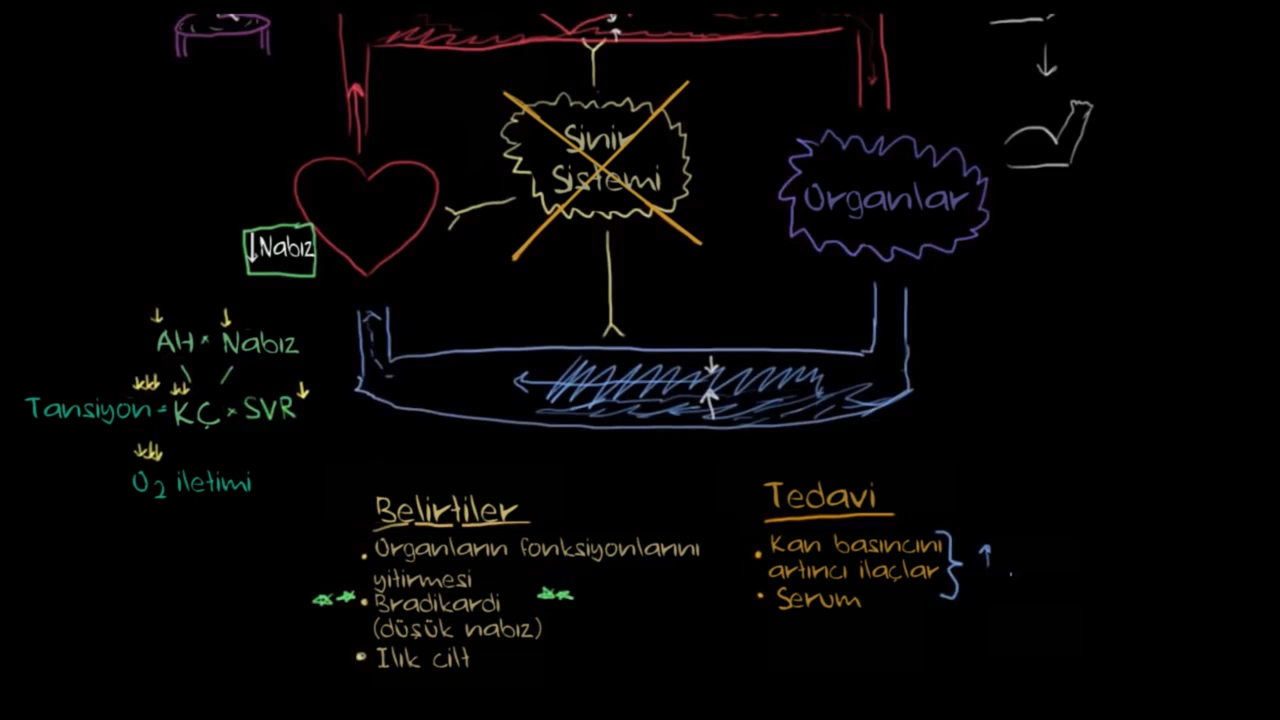 Sinir
Sistemi
Organlar
↓Nabız
AH × Nabız
Tansiyon = KÇ × SVR
O2 iletimi
Belirtiler
• Organların fonksiyonlarını
yitirmesi
• Bradikardi
(düşük nabız)
• Ilık cilt
Tedavi
• Kan basıncını
artırıcı ilaçlar
• Serum